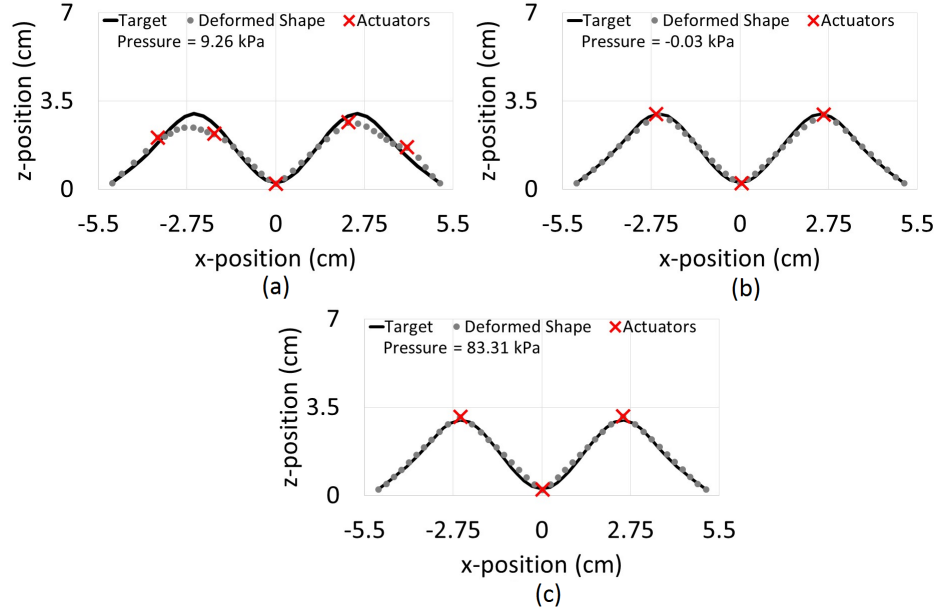 7
Target Deformed Shape Actuators
Pressure = 9.26 kPa
z-position (cm)
3.5
0
-5.5 -2.75 0 2.75 5.5
x-position (cm)
(a)
7
Target Deformed Shape Actuators
Pressure = -0.03 kPa
z-position (cm)
3.5
0
-5.5 -2.75 0 2.75 5.5
x-position (cm)
(b)
7
Target Deformed Shape Actuators
Pressure = 83.31 kPa
z-position (cm)
3.5
0
-5.5 -2.75 0 2.75 5.5
x-position (cm)
(c)